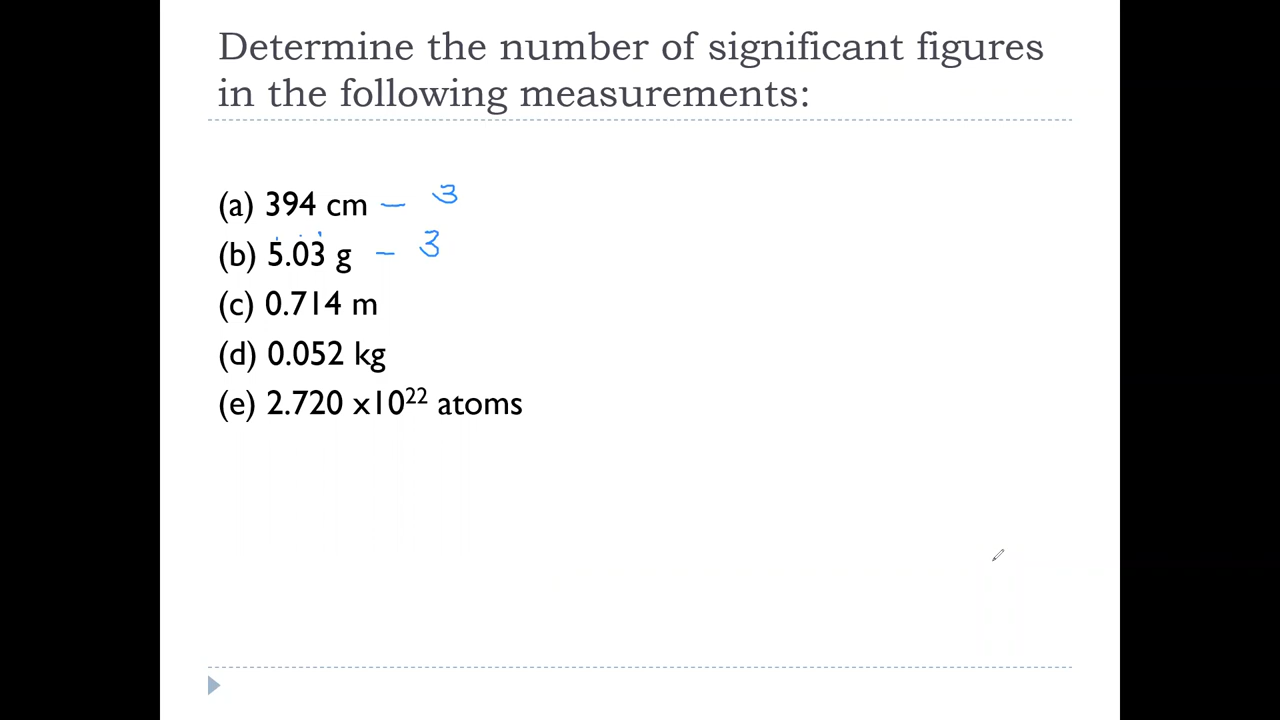 Determine the number of significant figures
in the following measurements:
(a) 394 cm – 3
(b) 5.03 g – 3
(c) 0.714 m
(d) 0.052 kg
(e) 2.720 x10²² atoms